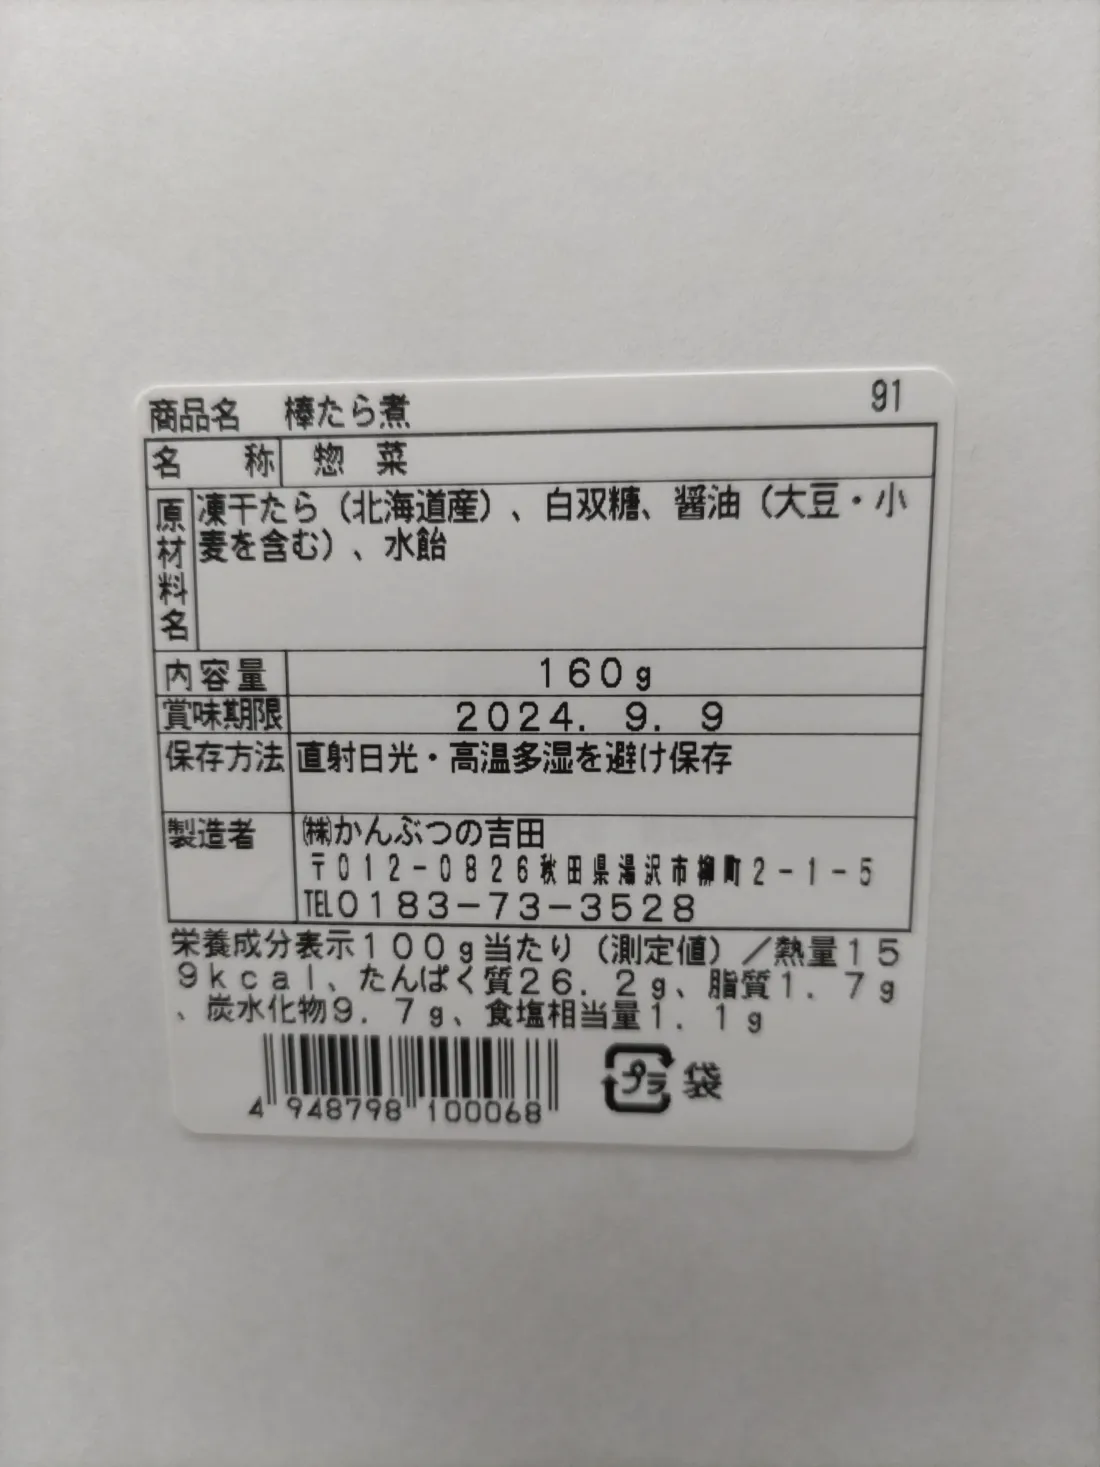 91
商品名 棒たら煮
名称 惣菜
原材料名 凍干たら（北海道産）、白双糖、醤油（大豆・小
麦を含む）、水飴
内容量 160g
賞味期限 2024. 9. 9
保存方法 直射日光・高温多湿を避け保存
製造者 ㈱かんぶつの吉田
〒012-0826秋田県湯沢市柳町2-1-5
TEL0183-73-3528
栄養成分表示100g当たり（測定値）／熱量15
9kcal、たんぱく質26.2g、脂質1.7g
、炭水化物9.7g、食塩相当量1.1g
4 948798 100068
プラ 袋